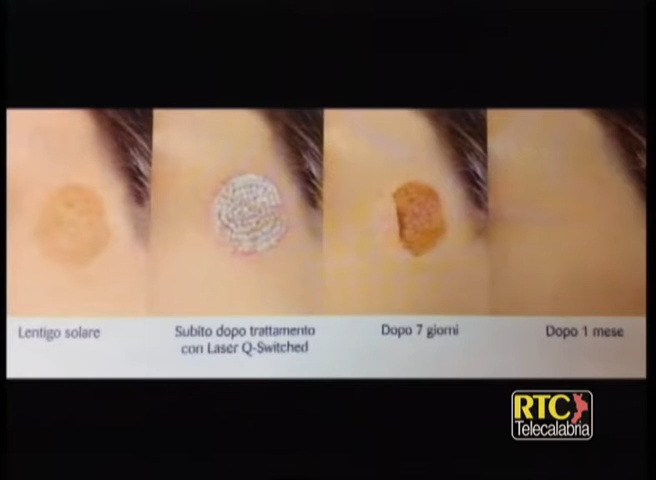 Lentigo solare
Subito dopo trattamento
con Laser Q-Switched
Dopo 7 giorni
Dopo 1 mese
RTC
Telecalabria